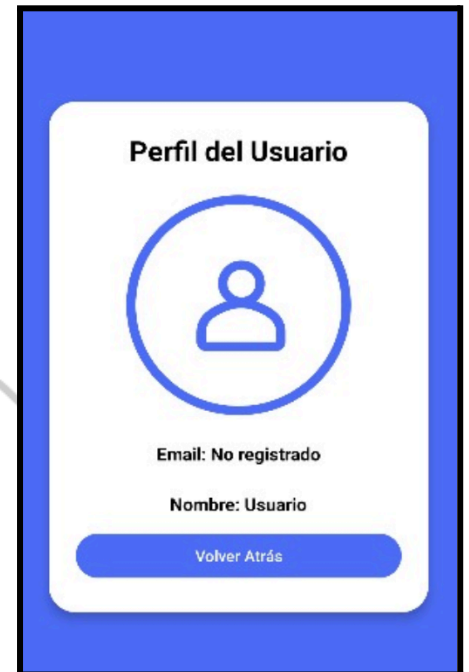 Perfil del Usuario
Email: No registrado
Nombre: Usuario
Volver Atrás